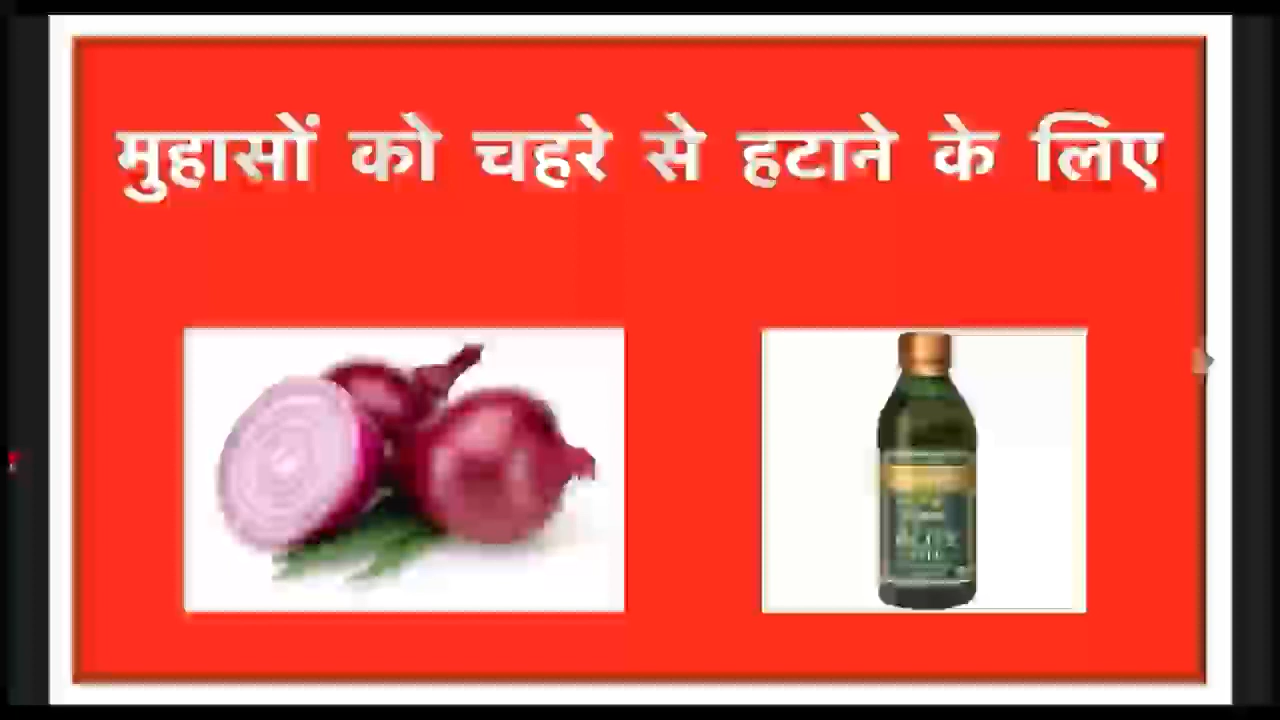 मुहासों को चहरे से हटाने के लिए